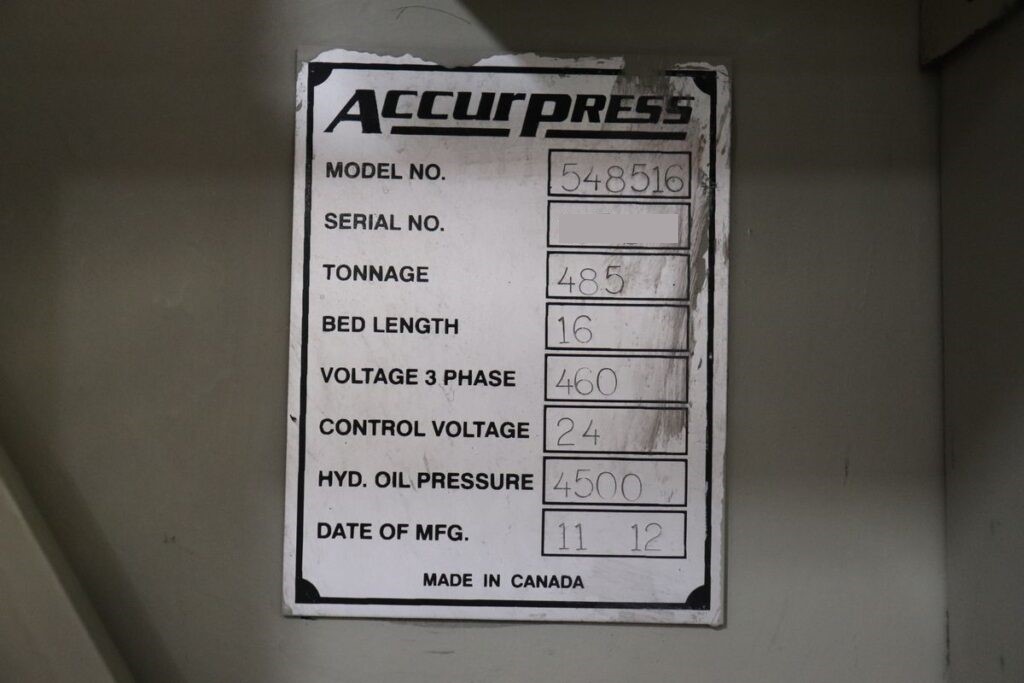 ACCURPRESS
MODEL NO. 548516
SERIAL NO.
TONNAGE 485
BED LENGTH 16
VOLTAGE 3 PHASE 460
CONTROL VOLTAGE 24
HYD. OIL PRESSURE 4500
DATE OF MFG. 11 12
MADE IN CANADA